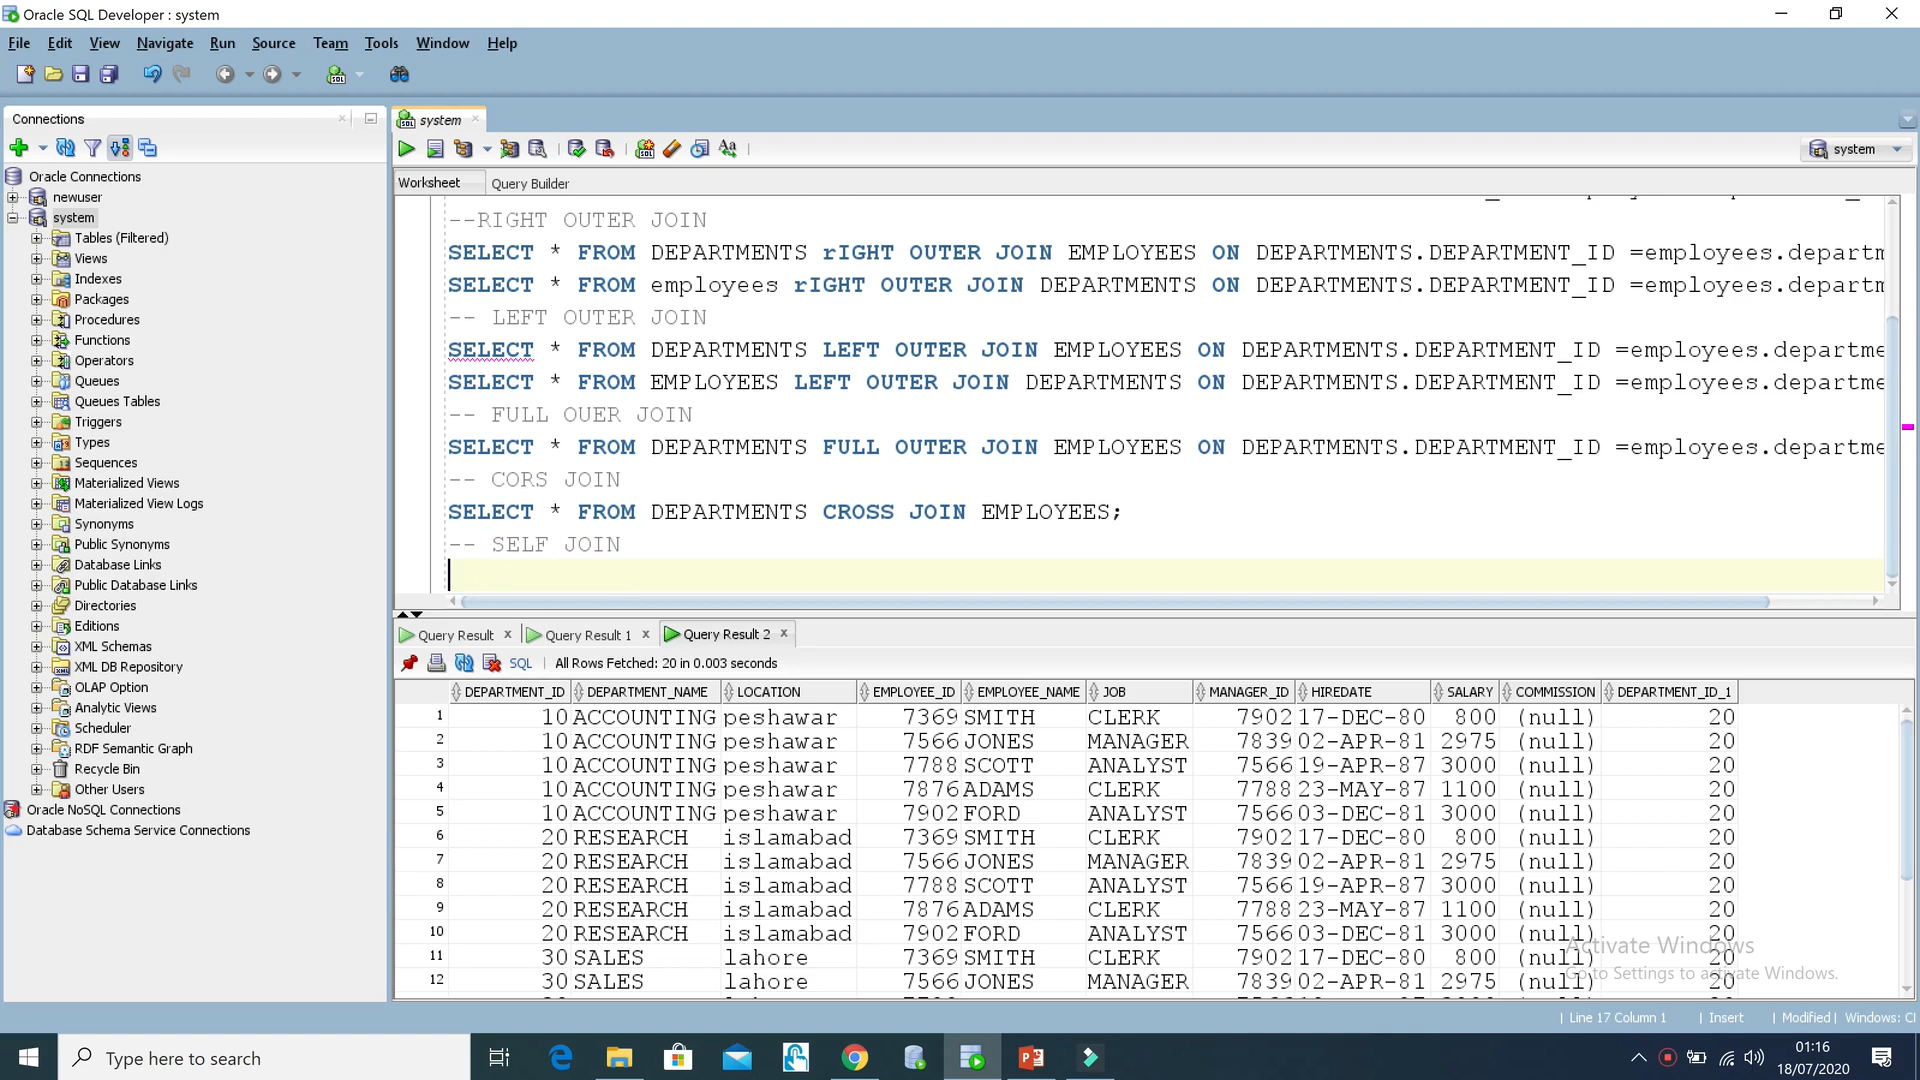 Oracle SQL Developer : system
File Edit View Navigate Run Source Team Tools Window Help
Connections
system
system
Worksheet Query Builder
Oracle Connections
newuser
system
Tables (Filtered)
Views
Indexes
Packages
Procedures
Functions
Operators
Queues
Queues Tables
Triggers
Types
Sequences
Materialized Views
Materialized View Logs
Synonyms
Public Synonyms
Database Links
Public Database Links
Directories
Editions
XML Schemas
XML DB Repository
OLAP Option
Analytic Views
Scheduler
RDF Semantic Graph
Recycle Bin
Other Users
Oracle NoSQL Connections
Database Schema Service Connections
--RIGHT OUTER JOIN
SELECT * FROM DEPARTMENTS rIGHT OUTER JOIN EMPLOYEES ON DEPARTMENTS.DEPARTMENT_ID =employees.departm
SELECT * FROM employees rIGHT OUTER JOIN DEPARTMENTS ON DEPARTMENTS.DEPARTMENT_ID =employees.departm
-- LEFT OUTER JOIN
SELECT * FROM DEPARTMENTS LEFT OUTER JOIN EMPLOYEES ON DEPARTMENTS.DEPARTMENT_ID =employees.departme
SELECT * FROM EMPLOYEES LEFT OUTER JOIN DEPARTMENTS ON DEPARTMENTS.DEPARTMENT_ID =employees.departme
-- FULL OUER JOIN
SELECT * FROM DEPARTMENTS FULL OUTER JOIN EMPLOYEES ON DEPARTMENTS.DEPARTMENT_ID =employees.departme
-- CORS JOIN
SELECT * FROM DEPARTMENTS CROSS JOIN EMPLOYEES;
-- SELF JOIN
Query Result Query Result 1 Query Result 2
SQL All Rows Fetched: 20 in 0.003 seconds
DEPARTMENT_ID DEPARTMENT_NAME LOCATION EMPLOYEE_ID EMPLOYEE_NAME JOB MANAGER_ID HIREDATE SALARY COMMISSION DEPARTMENT_ID_1
1 10 ACCOUNTING peshawar 7369 SMITH CLERK 7902 17-DEC-80 800 (null) 20
2 10 ACCOUNTING peshawar 7566 JONES MANAGER 7839 02-APR-81 2975 (null) 20
3 10 ACCOUNTING peshawar 7788 SCOTT ANALYST 7566 19-APR-87 3000 (null) 20
4 10 ACCOUNTING peshawar 7876 ADAMS CLERK 7788 23-MAY-87 1100 (null) 20
5 10 ACCOUNTING peshawar 7902 FORD ANALYST 7566 03-DEC-81 3000 (null) 20
6 20 RESEARCH islamabad 7369 SMITH CLERK 7902 17-DEC-80 800 (null) 20
7 20 RESEARCH islamabad 7566 JONES MANAGER 7839 02-APR-81 2975 (null) 20
8 20 RESEARCH islamabad 7788 SCOTT ANALYST 7566 19-APR-87 3000 (null) 20
9 20 RESEARCH islamabad 7876 ADAMS CLERK 7788 23-MAY-87 1100 (null) 20
10 20 RESEARCH islamabad 7902 FORD ANALYST 7566 03-DEC-81 3000 (null) 20
11 30 SALES lahore 7369 SMITH CLERK 7902 17-DEC-80 800 (null) 20
12 30 SALES lahore 7566 JONES MANAGER 7839 02-APR-81 2975 (null) 20
Activate Windows
Go to Settings to activate Windows.
Line 17 Column 1 Insert Modified Windows: C
Type here to search
01:16
18/07/2020